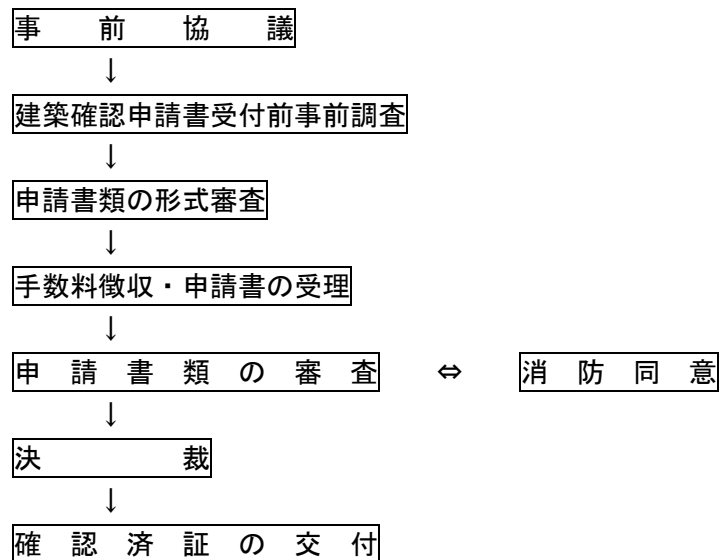 事前協議
↓
建築確認申請書受付前事前調査
↓
申請書類の形式審査
↓
手数料徴収・申請書の受理
↓
申請書類の審査 ⇔ 消防同意
↓
決裁
↓
確認済証の交付